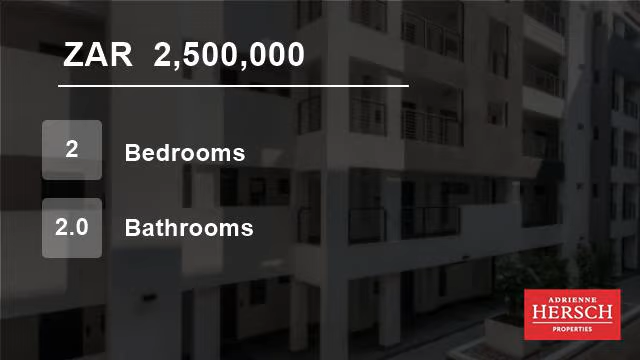 ZAR 2,500,000
2
Bedrooms
2.0
Bathrooms
ADRIENNE
HERSCH
PROPERTIES